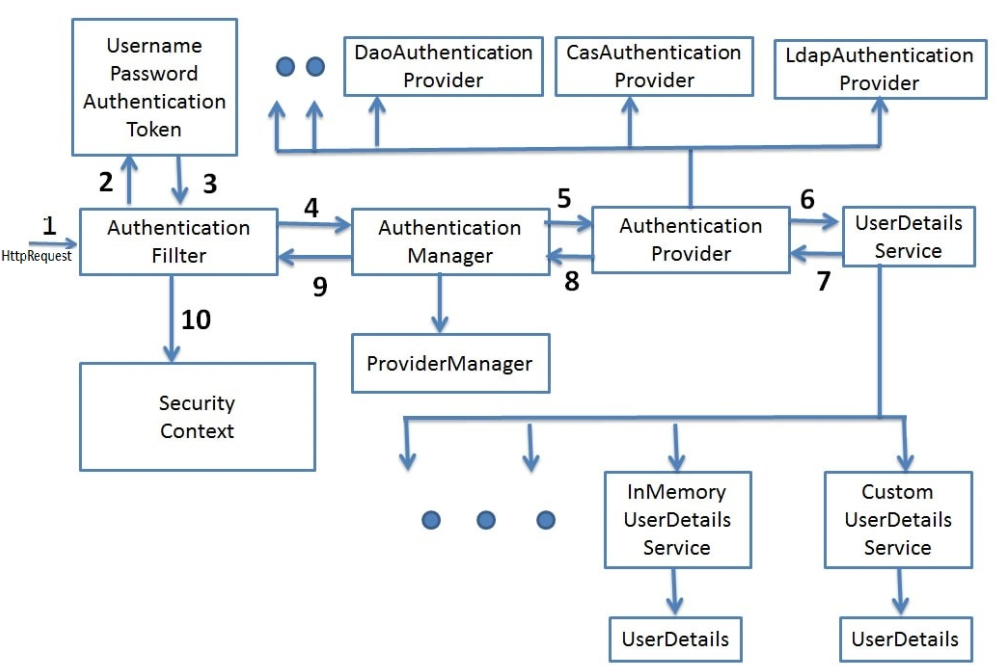 Username
Password
Authentication
Token
DaoAuthentication
Provider
CasAuthentication
Provider
LdapAuthentication
Provider
2
3
1
HttpRequest
Authentication
Fillter
4
9
Authentication
Manager
5
8
Authentication
Provider
6
7
UserDetails
Service
10
ProviderManager
Security
Context
InMemory
UserDetails
Service
Custom
UserDetails
Service
UserDetails
UserDetails